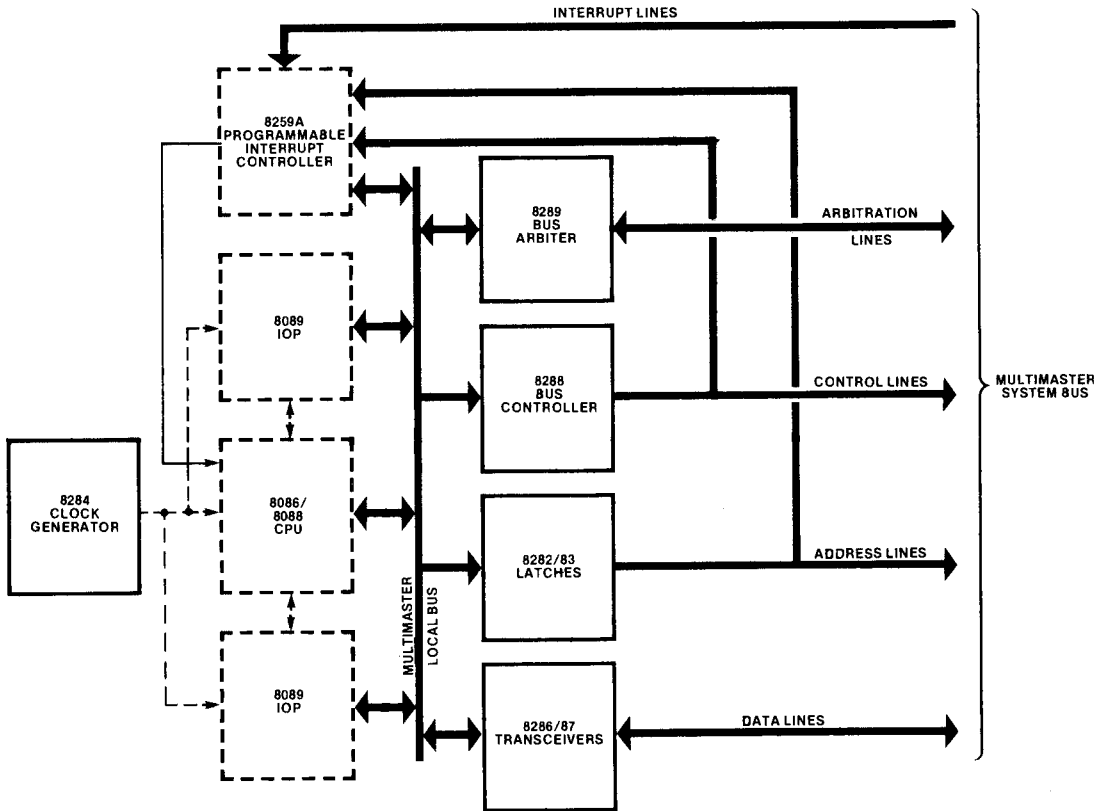 INTERRUPT LINES
8259A
PROGRAMMABLE
INTERRUPT
CONTROLLER
8289
BUS
ARBITER
ARBITRATION
LINES
8089
IOP
8288
BUS
CONTROLLER
CONTROL LINES
MULTIMASTER
SYSTEM BUS
8284
CLOCK
GENERATOR
8086/
8088
CPU
8282/83
LATCHES
ADDRESS LINES
MULTIMASTER
LOCAL BUS
8089
IOP
8286/87
TRANSCEIVERS
DATA LINES